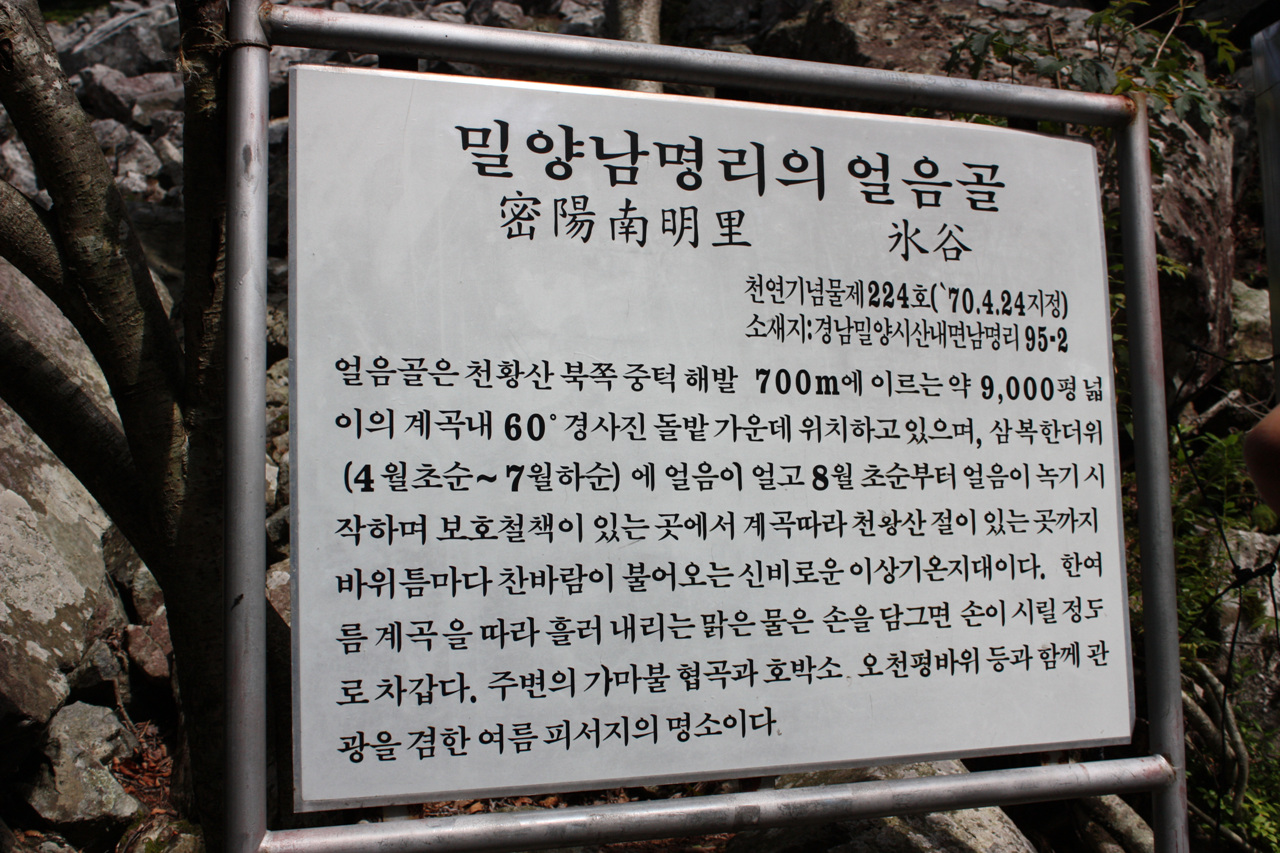 밀양남명리의 얼음골
密陽南明里 氷谷
천연기념물제224호(`70.4.24지정)
소재지:경남밀양시산내면남명리 95-2
얼음골은 천황산 북쪽 중턱 해발 700m에 이르는 약 9,000평 넓
이의 계곡내 60° 경사진 돌밭 가운데 위치하고 있으며, 삼복한더위
(4월초순~7월하순) 에 얼음이 얼고 8월 초순부터 얼음이 녹기 시
작하며 보호철책이 있는 곳에서 계곡따라 천왕산 절이 있는 곳까지
바위틈마다 찬바람이 불어오는 신비로운 이상기온지대이다. 한여
름 계곡을 따라 흘러 내리는 맑은 물은 손을 담그면 손이 시릴 정도
로 차갑다. 주변의 가마불 협곡과 호박소. 오천평바위 등과 함께 관
광을 겸한 여름 피서지의 명소이다.